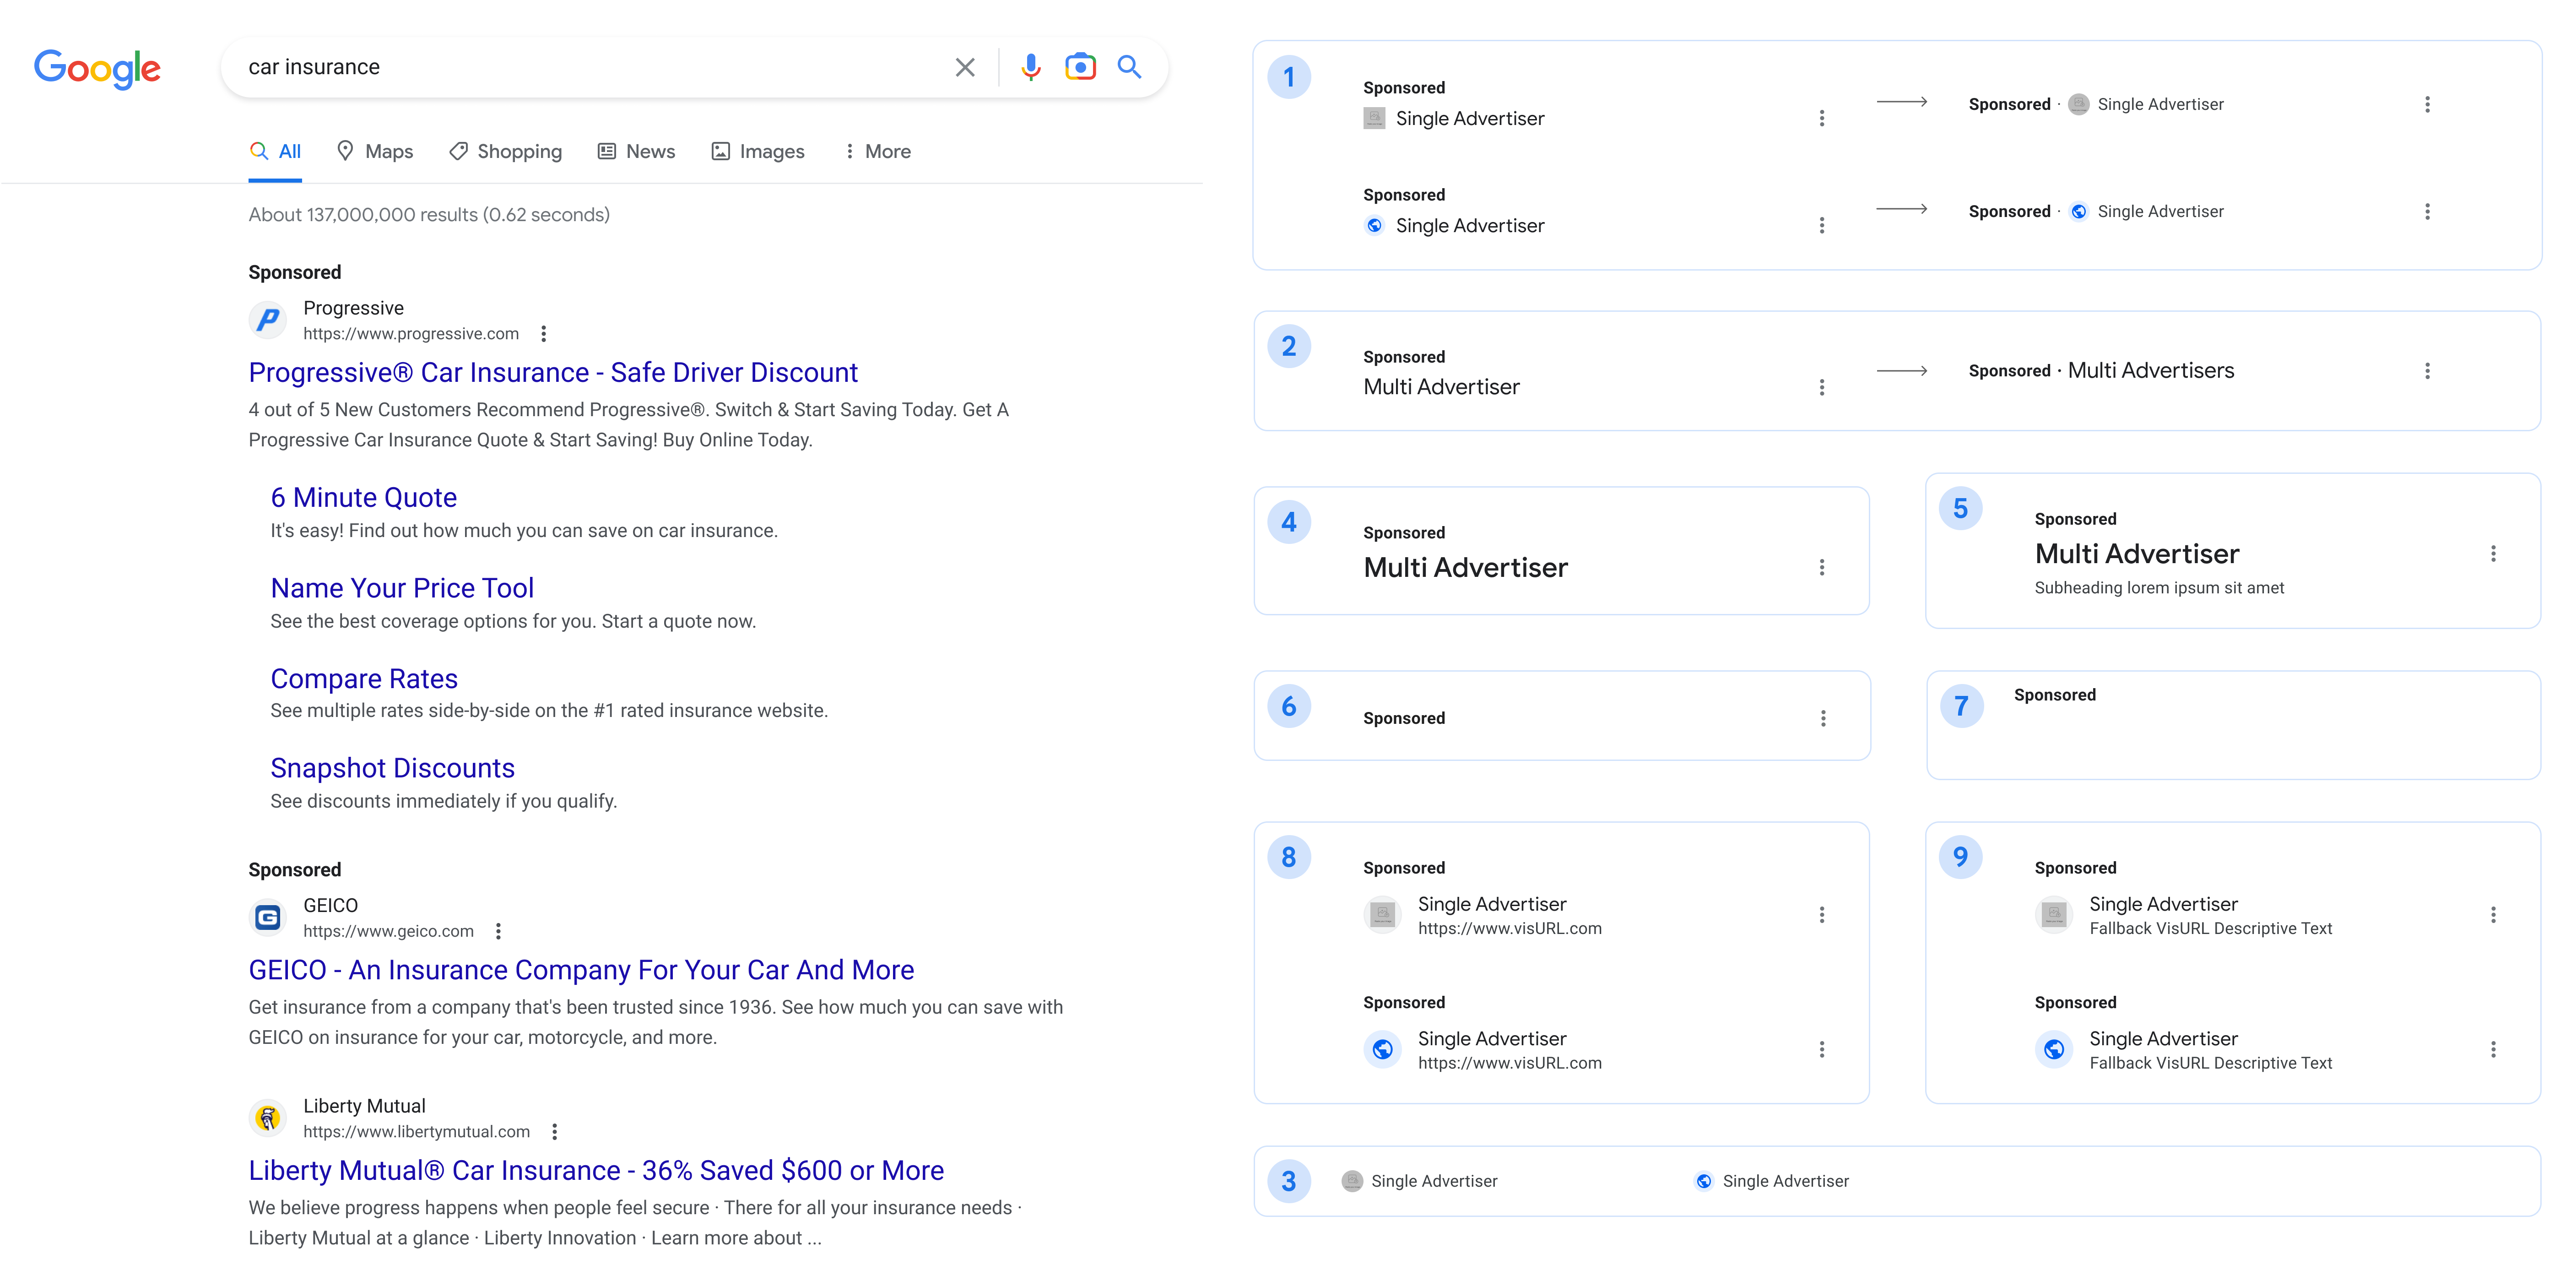 Google
car insurance
All Maps Shopping News Images More
About 137,000,000 results (0.62 seconds)
Sponsored
Progressive
https://www.progressive.com
Progressive® Car Insurance - Safe Driver Discount
4 out of 5 New Customers Recommend Progressive®. Switch & Start Saving Today. Get A
Progressive Car Insurance Quote & Start Saving! Buy Online Today.
6 Minute Quote
It's easy! Find out how much you can save on car insurance.
Name Your Price Tool
See the best coverage options for you. Start a quote now.
Compare Rates
See multiple rates side-by-side on the #1 rated insurance website.
Snapshot Discounts
See discounts immediately if you qualify.
Sponsored
GEICO
https://www.geico.com
GEICO - An Insurance Company For Your Car And More
Get insurance from a company that's been trusted since 1936. See how much you can save with
GEICO on insurance for your car, motorcycle, and more.
Liberty Mutual
https://www.libertymutual.com
Liberty Mutual® Car Insurance - 36% Saved $600 or More
We believe progress happens when people feel secure · There for all your insurance needs ·
Liberty Mutual at a glance · Liberty Innovation · Learn more about ...
1
Sponsored
Single Advertiser
Sponsored · Single Advertiser
Sponsored
Single Advertiser
Sponsored · Single Advertiser
2
Sponsored
Multi Advertiser
Sponsored · Multi Advertisers
4
Sponsored
Multi Advertiser
5
Sponsored
Multi Advertiser
Subheading lorem ipsum sit amet
6
Sponsored
7
Sponsored
8
Sponsored
Single Advertiser
https://www.visURL.com
Sponsored
Single Advertiser
https://www.visURL.com
9
Sponsored
Single Advertiser
Fallback VisURL Descriptive Text
Sponsored
Single Advertiser
Fallback VisURL Descriptive Text
3
Single Advertiser
Single Advertiser